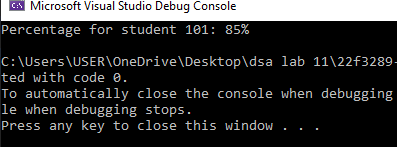 Microsoft Visual Studio Debug Console
Percentage for student 101: 85%
C:\Users\USER\OneDrive\Desktop\dsa lab 11\22f3289-
ted with code 0.
To automatically close the console when debugging
le when debugging stops.
Press any key to close this window . . .